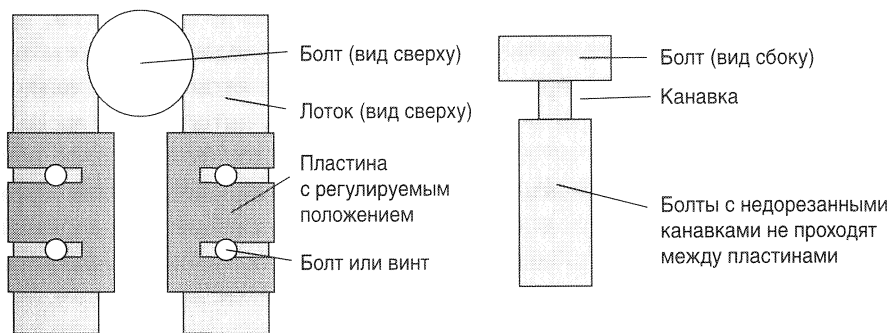 Болт (вид сверху)
Лоток (вид сверху)
Пластина
с регулируемым
положением
Болт или винт
Болт (вид сбоку)
Канавка
Болты с недорезанными
канавками не проходят
между пластинами